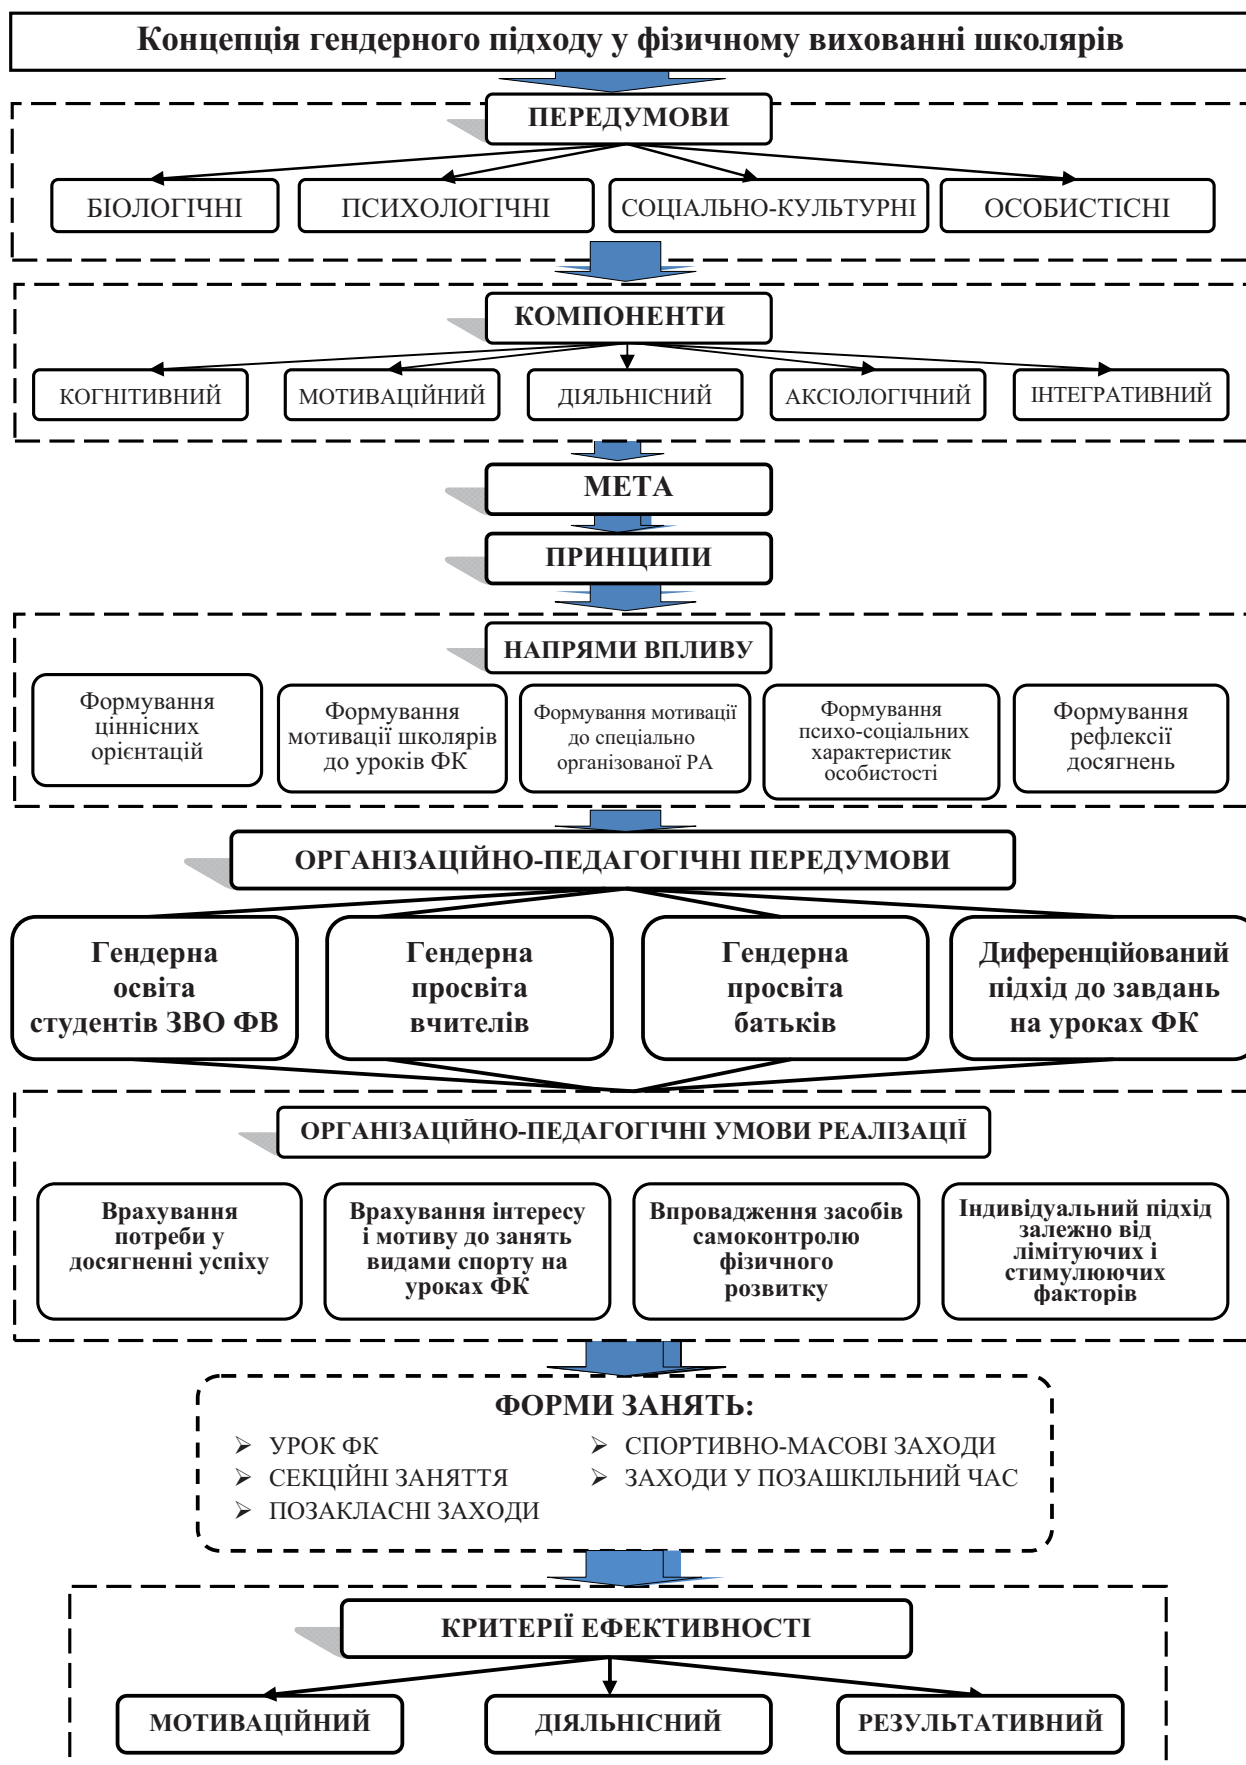 Концепція гендерного підходу у фізичному вихованні школярів
ПЕРЕДУМОВИ
БІОЛОГІЧНІ
ПСИХОЛОГІЧНІ
СОЦІАЛЬНО-КУЛЬТУРНІ
ОСОБИСТІСНІ
КОМПОНЕНТИ
КОГНІТИВНИЙ
МОТИВАЦІЙНИЙ
ДІЯЛЬНІСНИЙ
АКСІОЛОГІЧНИЙ
ІНТЕГРАТИВНИЙ
МЕТА
ПРИНЦИПИ
НАПРЯМИ ВПЛИВУ
Формування
ціннісних
орієнтацій
Формування
мотивації школярів
до уроків ФК
Формування мотивації
до спеціально
організованої РА
Формування
психо-соціальних
характеристик
особистості
Формування
рефлексії
досягнень
ОРГАНІЗАЦІЙНО-ПЕДАГОГІЧНІ ПЕРЕДУМОВИ
Гендерна
освіта
студентів ЗВО ФВ
Гендерна
просвіта
вчителів
Гендерна
просвіта
батьків
Диференційований
підхід до завдань
на уроках ФК
ОРГАНІЗАЦІЙНО-ПЕДАГОГІЧНІ УМОВИ РЕАЛІЗАЦІЇ
Врахування
потреби у
досягненні успіху
Врахування інтересу
і мотиву до занять
видами спорту на
уроках ФК
Впровадження засобів
самоконтролю
фізичного
розвитку
Індивідуальний підхід
залежно від
лімітуючих і
стимулюючих
факторів
ФОРМИ ЗАНЯТЬ:
➢ УРОК ФК
➢ СЕКЦІЙНІ ЗАНЯТТЯ
➢ ПОЗАКЛАСНІ ЗАХОДИ
➢ СПОРТИВНО-МАСОВІ ЗАХОДИ
➢ ЗАХОДИ У ПОЗАШКІЛЬНИЙ ЧАС
КРИТЕРІЇ ЕФЕКТИВНОСТІ
МОТИВАЦІЙНИЙ
ДІЯЛЬНІСНИЙ
РЕЗУЛЬТАТИВНИЙ